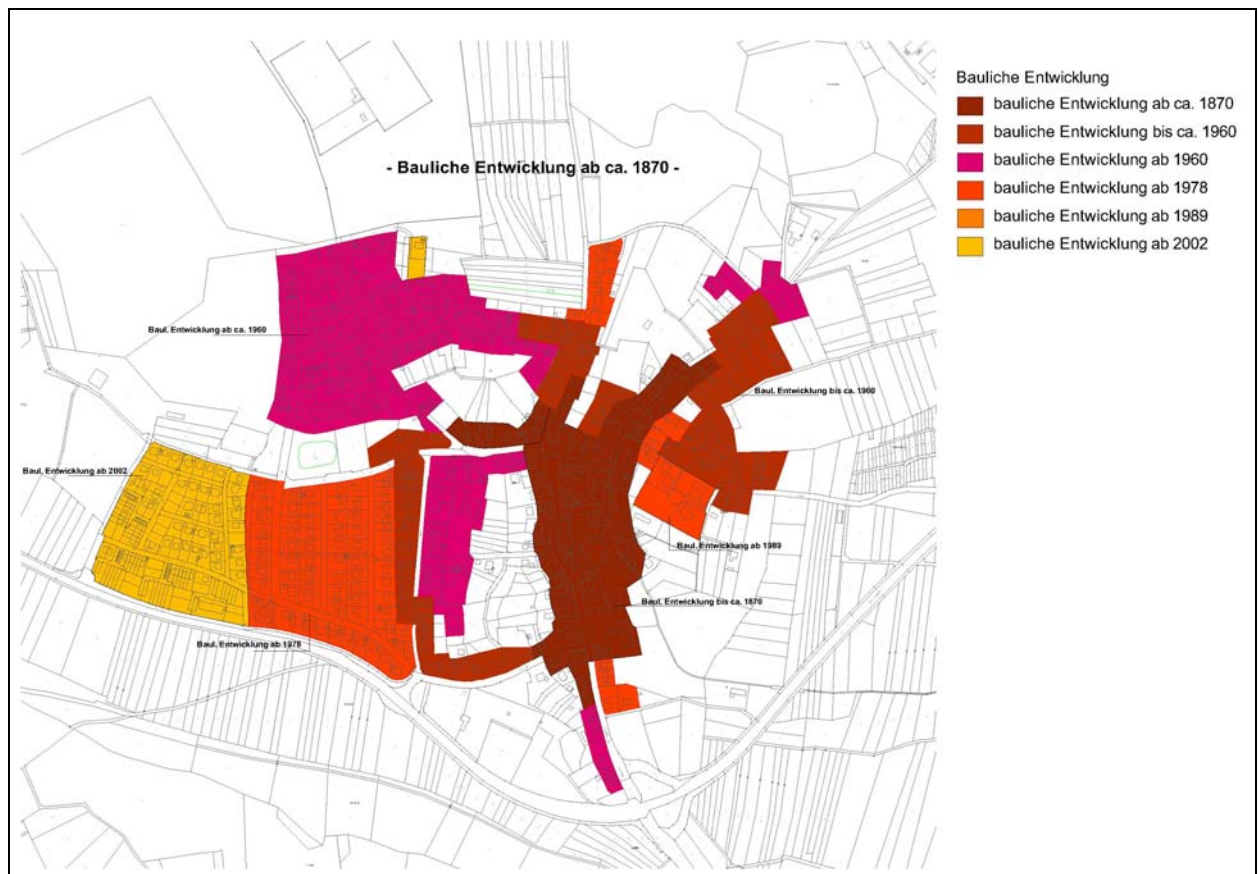 Bauliche Entwicklung
bauliche Entwicklung ab ca. 1870
bauliche Entwicklung bis ca. 1960
bauliche Entwicklung ab 1960
bauliche Entwicklung ab 1978
bauliche Entwicklung ab 1989
bauliche Entwicklung ab 2002
- Bauliche Entwicklung ab ca. 1870 -
Baul. Entwicklung ab ca. 1960
Baul. Entwicklung bis ca. 1960
Baul. Entwicklung ab 2002
Baul. Entwicklung ab 1989
Baul. Entwicklung bis ca. 1870
Baul. Entwicklung ab 1978